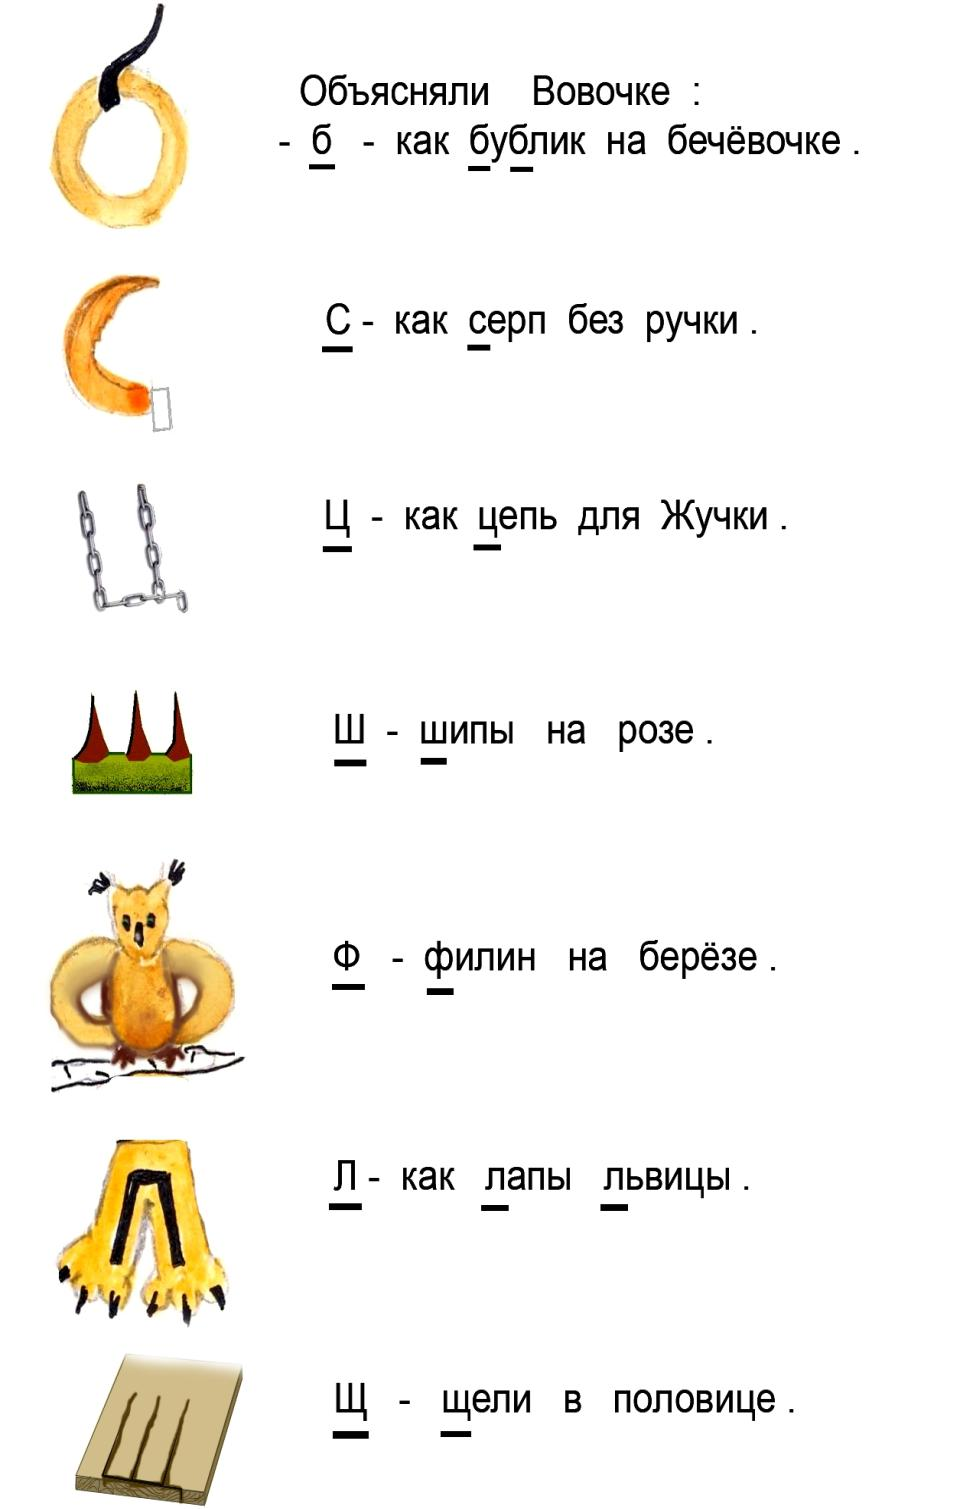 Объясняли Вовочке :
- б - как бублик на бечёвочке .
С - как серп без ручки .
Ц - как цепь для Жучки .
Ш - шипы на розе .
Ф - филин на берёзе .
Л - как лапы львицы .
Щ - щели в половице .